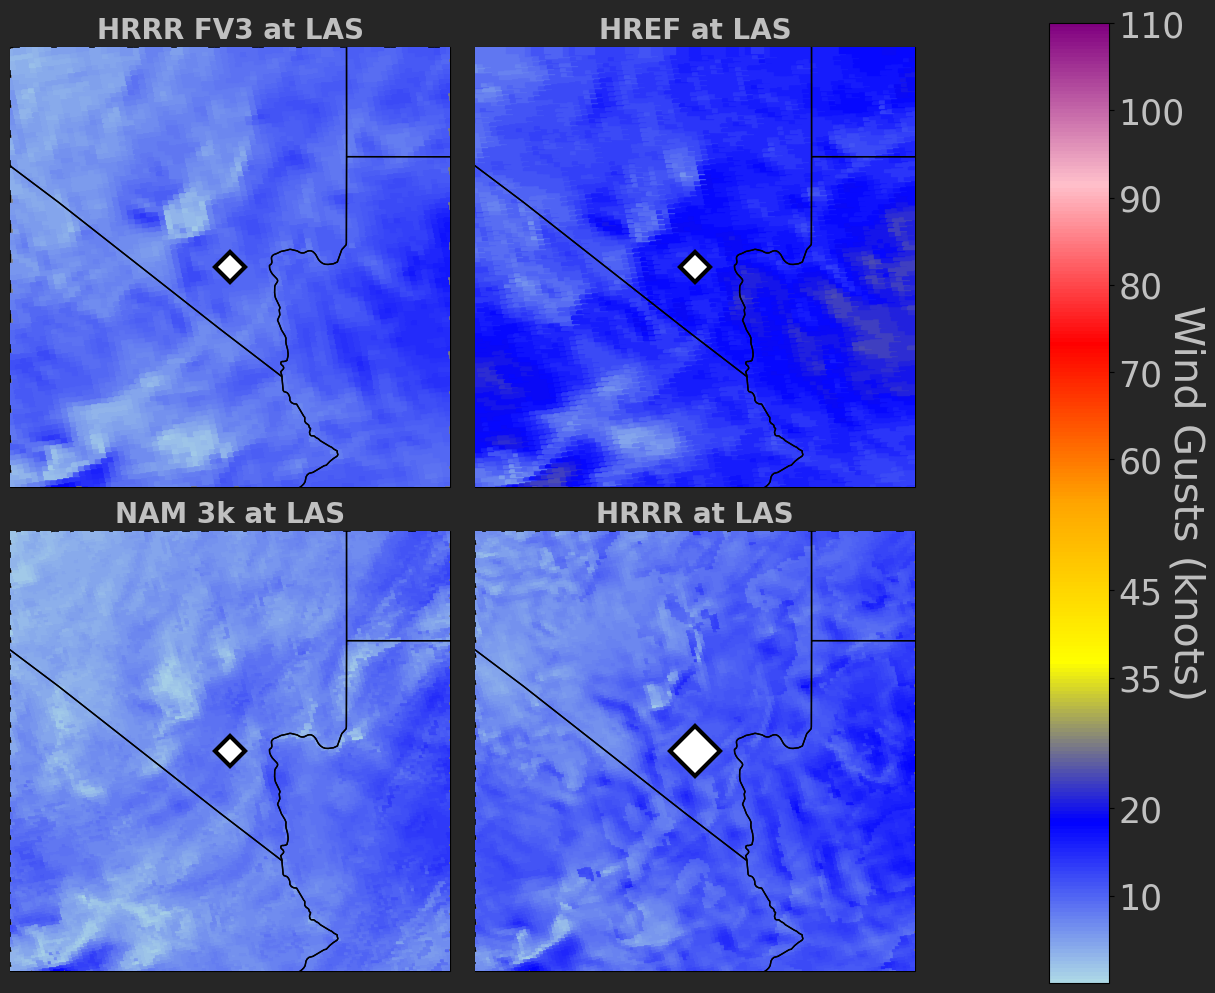 HRRR FV3 at LAS
HREF at LAS
NAM 3k at LAS
HRRR at LAS
110
100
90
80
70
60
45
35
20
10
Wind Gusts (knots)